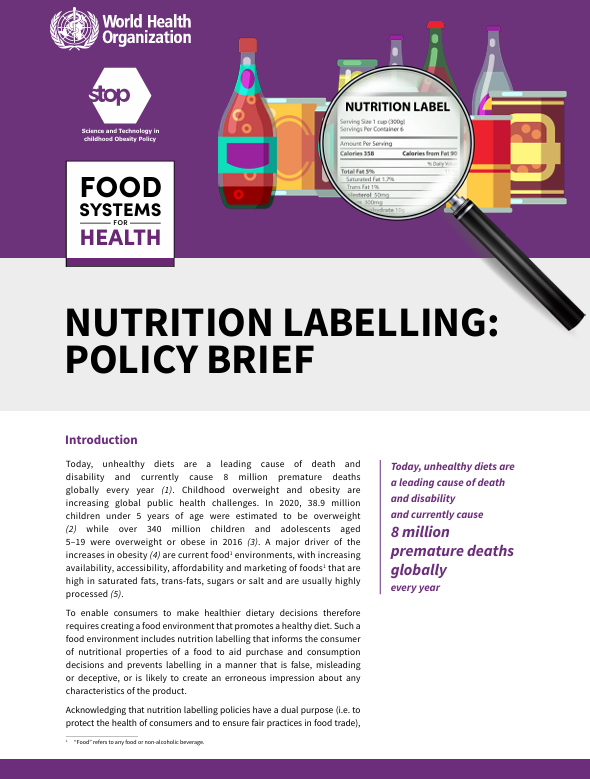 World Health
Organization
stop
Science and Technology in
childhood Obesity Policy
FOOD
SYSTEMS
FOR
HEALTH
NUTRITION LABEL
Serving Size 1 cup (300g)
Servings Per Container 6
Amount Per Serving
Calories 358 Calories from Fat 90
% Daily
Total Fat 5%
Saturated Fat 1.7%
Trans Fat 1%
50mg
300mg
NUTRITION LABELLING:
POLICY BRIEF
Introduction
Today, unhealthy diets are a leading cause of death and
disability and currently cause 8 million premature deaths
globally every year (1). Childhood overweight and obesity are
increasing global public health challenges. In 2020, 38.9 million
children under 5 years of age were estimated to be overweight
(2) while over 340 million children and adolescents aged
5–19 were overweight or obese in 2016 (3). A major driver of the
increases in obesity (4) are current food¹ environments, with increasing
availability, accessibility, affordability and marketing of foods¹ that are
high in saturated fats, trans-fats, sugars or salt and are usually highly
processed (5).
To enable consumers to make healthier dietary decisions therefore
requires creating a food environment that promotes a healthy diet. Such a
food environment includes nutrition labelling that informs the consumer
of nutritional properties of a food to aid purchase and consumption
decisions and prevents labelling in a manner that is false, misleading
or deceptive, or is likely to create an erroneous impression about any
characteristics of the product.
Acknowledging that nutrition labelling policies have a dual purpose (i.e. to
protect the health of consumers and to ensure fair practices in food trade),
Today, unhealthy diets are
a leading cause of death
and disability
and currently cause
8 million
premature deaths
globally
every year
¹ "Food" refers to any food or non-alcoholic beverage.